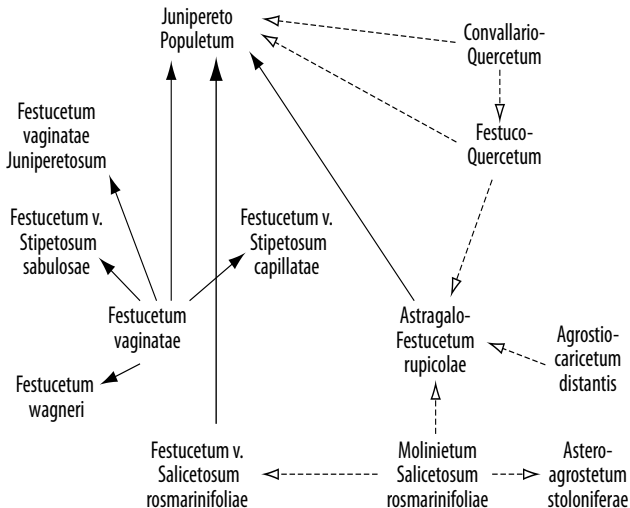 Junipereto
Populetum
Convallario-
Quercetum
Festucetum
vaginatae
Juniperetosum
Festuco-
Quercetum
Festucetum v.
Stipetosum
sabulosae
Festucetum v.
Stipetosum
capillatae
Festucetum
vaginatae
Astragalo-
Festucetum
rupicolae
Agrostio-
caricetum
distantis
Festucetum
wagneri
Festucetum v.
Salicetosum
rosmarinifoliae
Molinietum
Salicetosum
rosmarinifoliae
Astero-
agrostetum
stoloniferae